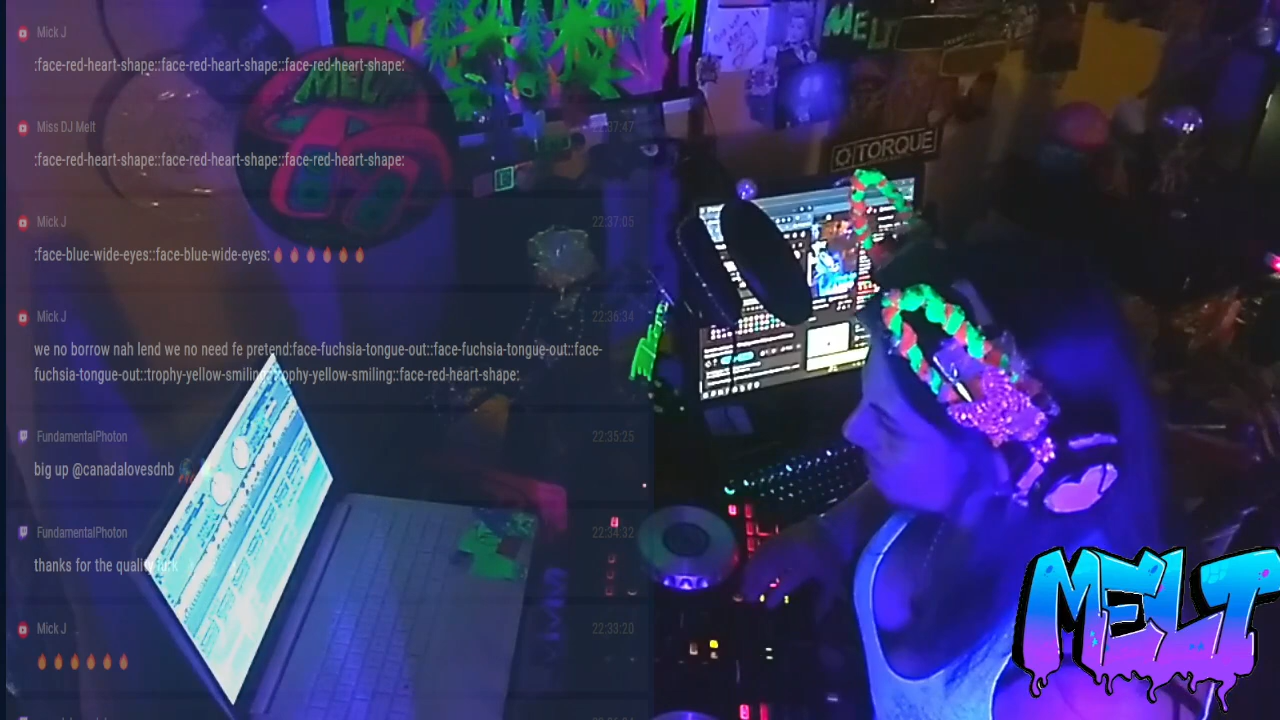 Mick J
:face-red-heart-shape::face-red-heart-shape::face-red-heart-shape:
Miss DJ Melt
22:37:47
:face-red-heart-shape::face-red-heart-shape::face-red-heart-shape:
Mick J
22:37:05
:face-blue-wide-eyes::face-blue-wide-eyes:🔥🔥🔥🔥🔥🔥
Mick J
22:36:34
we no borrow nah lend we no need fe pretend:face-fuchsia-tongue-out::face-fuchsia-tongue-out::face-
fuchsia-tongue-out::trophy-yellow-smiling::trophy-yellow-smiling::face-red-heart-shape:
FundamentalPhoton
22:35:25
big up @canadalovesdnb
FundamentalPhoton
22:34:32
thanks for the quality
Mick J
22:33:20
🔥🔥🔥🔥🔥🔥
MELT
MELT
TORQUE
MELT